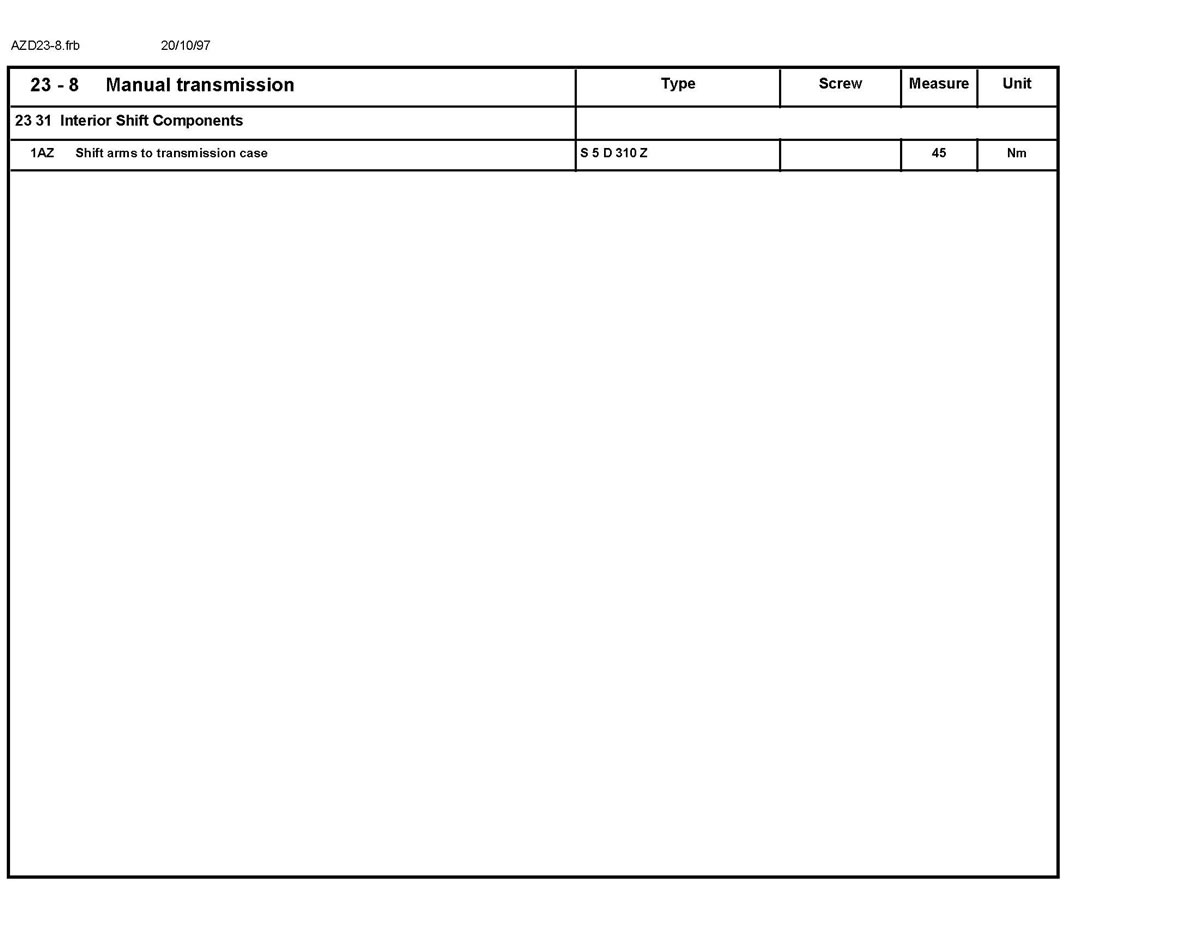 AZD23-8.frb 20/10/97
23 - 8 Manual transmission Type Screw Measure Unit
23 31 Interior Shift Components
1AZ Shift arms to transmission case S 5 D 310 Z 45 Nm